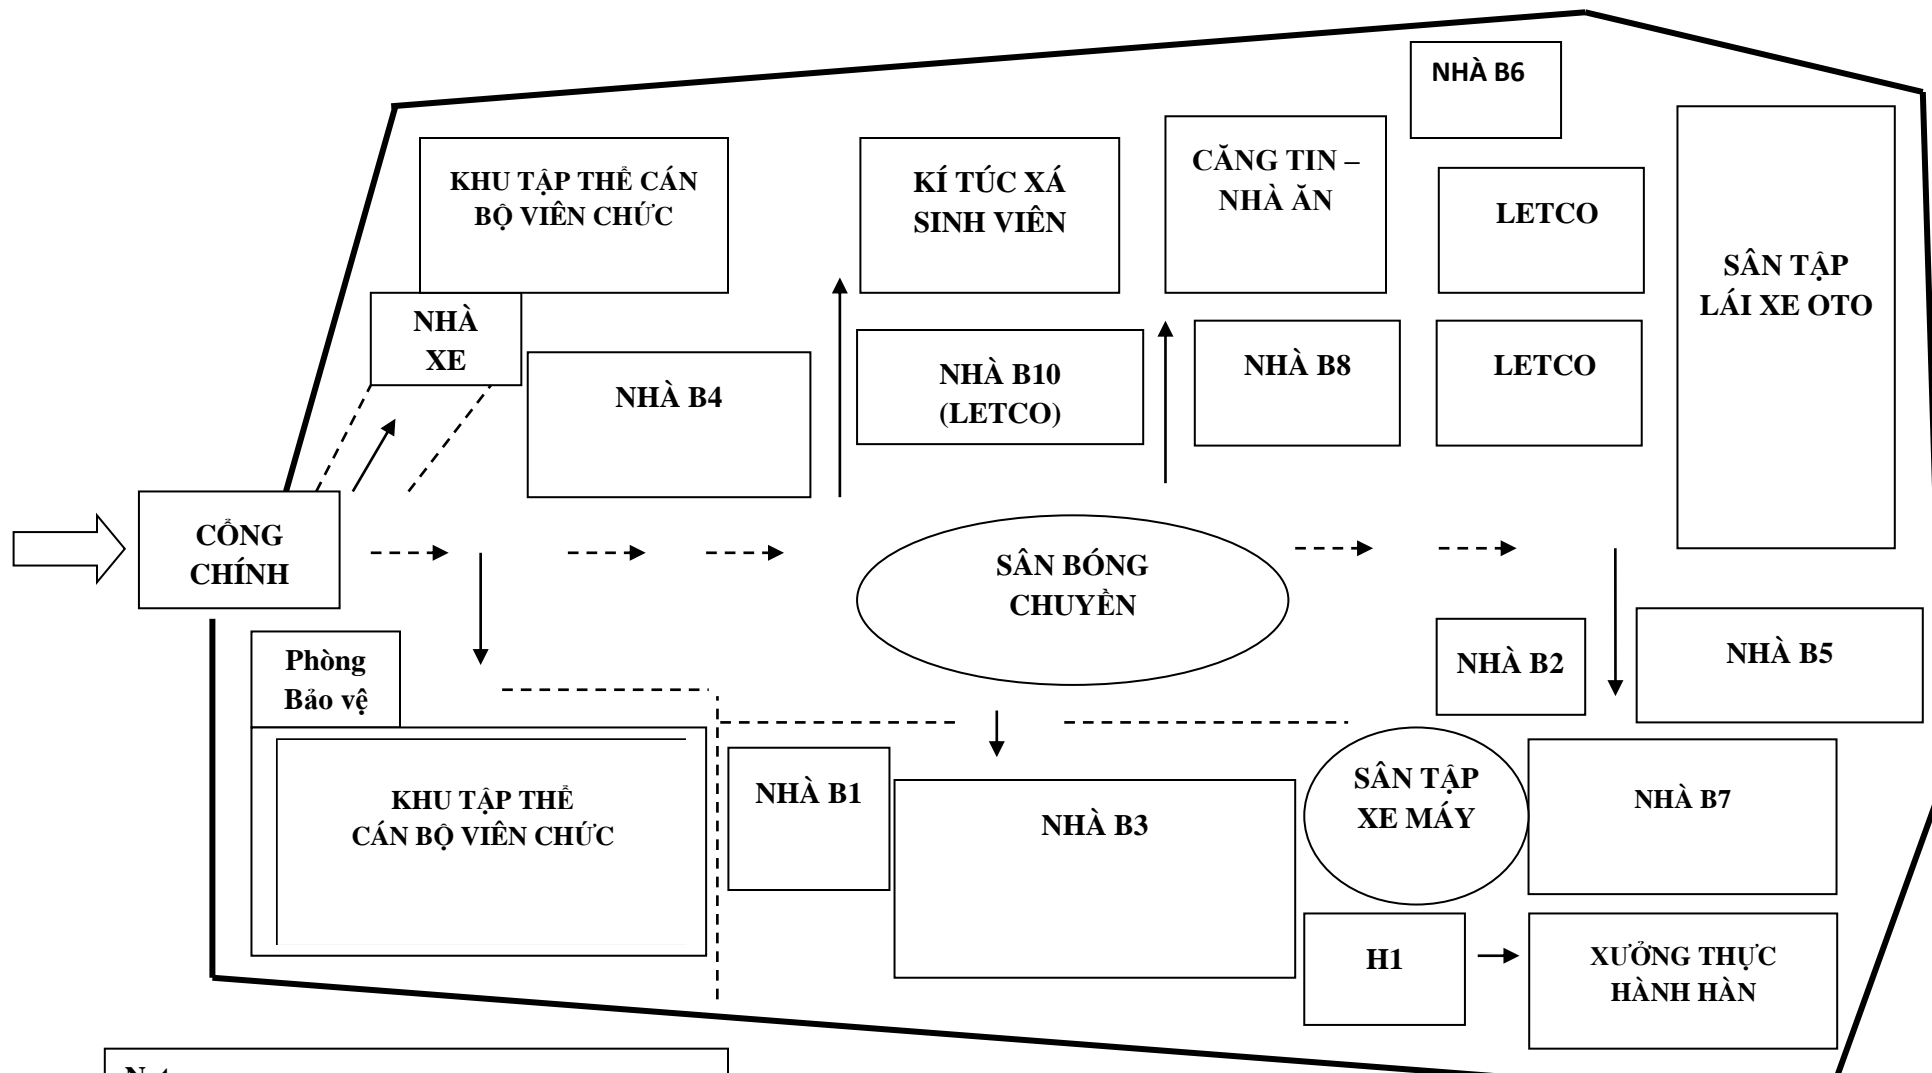 NHÀ B6
KHU TẬP THỂ CÁN
BỘ VIÊN CHỨC
KÍ TÚC XÁ
SINH VIÊN
CĂNG TIN –
NHÀ ĂN
LETCO
SÂN TẬP
LÁI XE OTO
NHÀ
XE
NHÀ B4
NHÀ B10
(LETCO)
NHÀ B8
LETCO
CỔNG
CHÍNH
SÂN BÓNG
CHUYỀN
Phòng
Bảo vệ
NHÀ B2
NHÀ B5
KHU TẬP THỂ
CÁN BỘ VIÊN CHỨC
NHÀ B1
NHÀ B3
SÂN TẬP
XE MÁY
NHÀ B7
H1
XƯỞNG THỰC
HÀNH HÀN